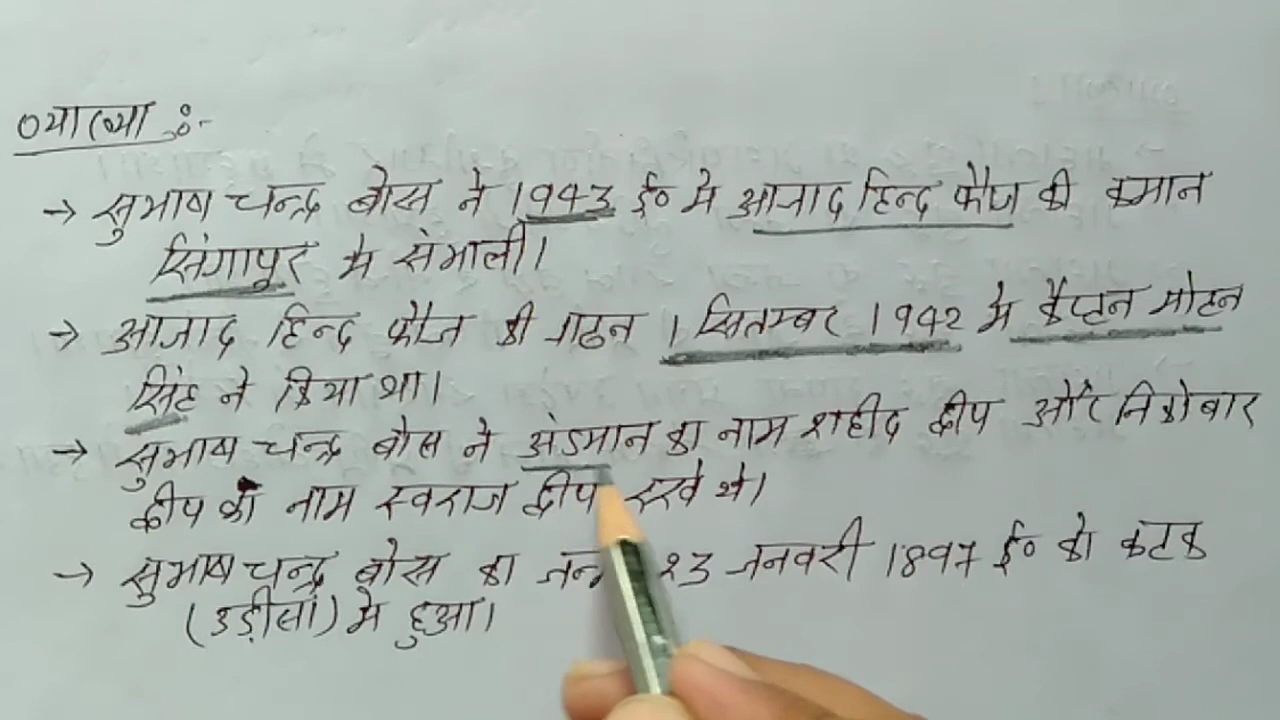 व्याख्या :-
→ सुभाष चन्द्र बोस ने 1943 ई० मे आजाद हिन्द फौज की कमान
सिंगापुर मे संभाली।
→ आजाद हिन्द फौज की गठन 1 सितम्बर 1942 मे कैप्टन मोहन
सिंह ने किया था।
→ सुभाष चन्द्र बोस ने अंडमान का नाम शहीद द्वीप और निकोबार
द्वीप का नाम स्वराज द्वीप रखे थे।
→ सुभाष चन्द्र बोस का जन्म 23 जनवरी 1897 ई० को कटक
(उड़ीसा) मे हुआ।